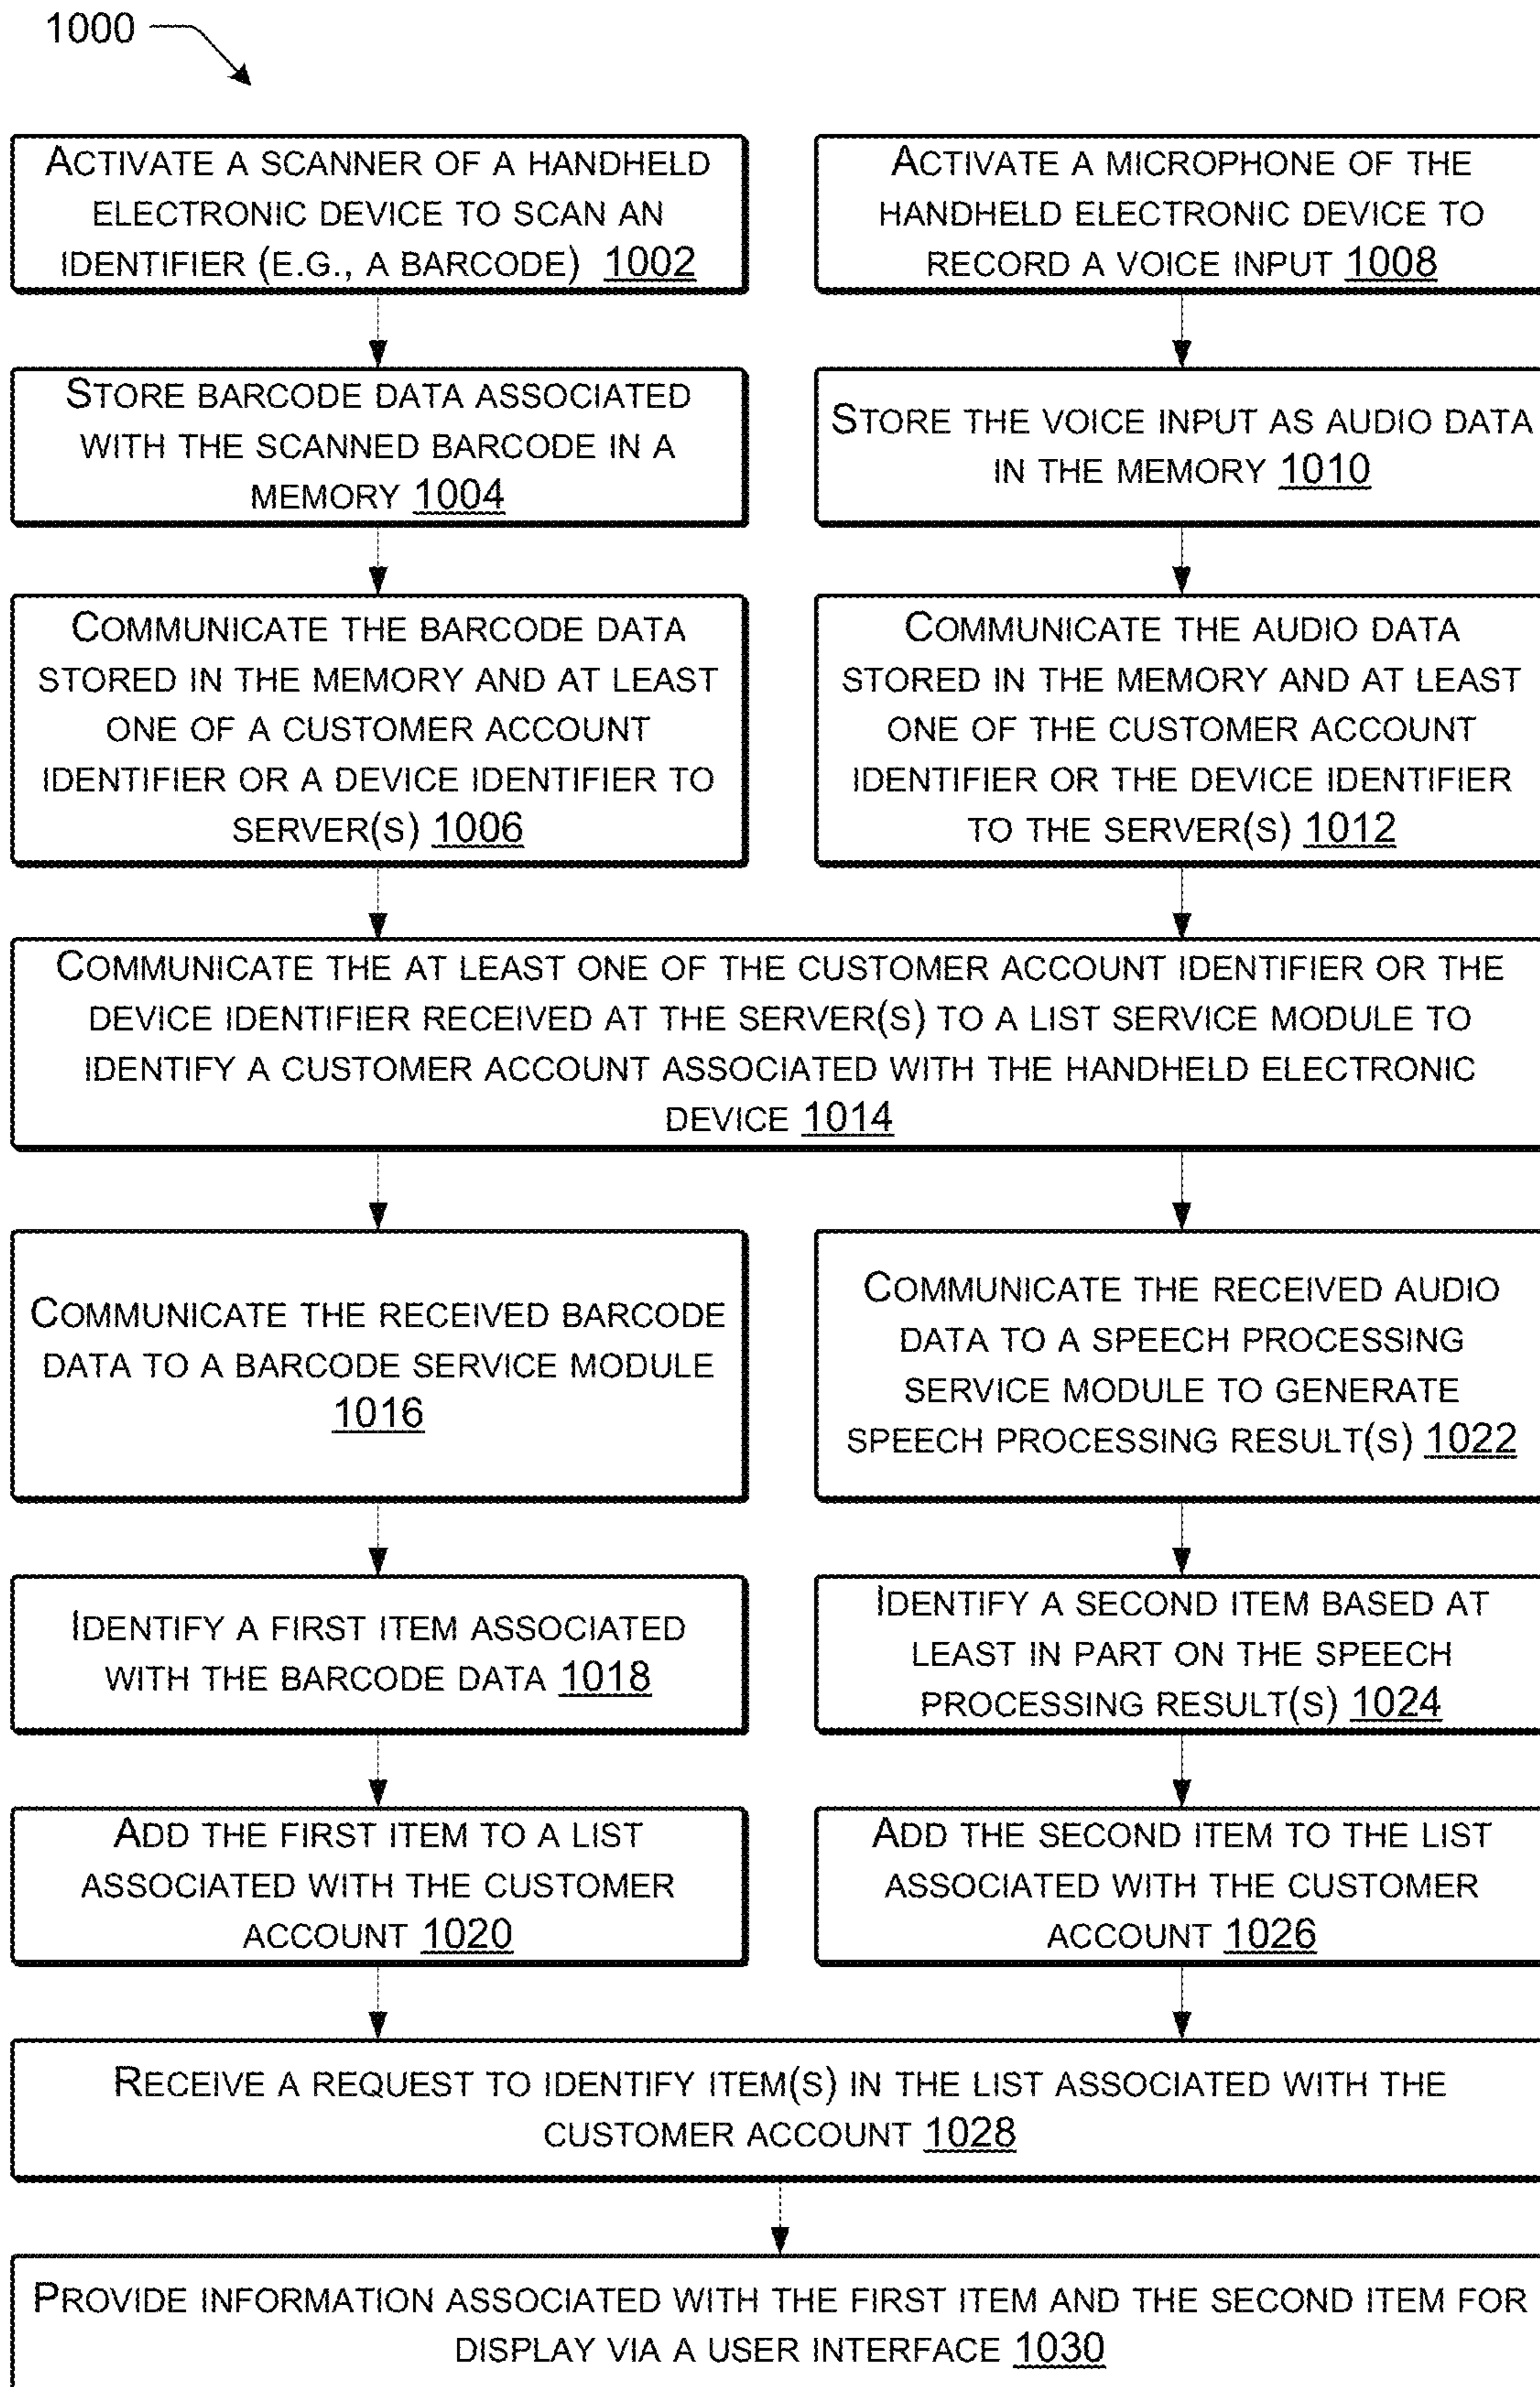 1000
ACTIVATE A SCANNER OF A HANDHELD
ELECTRONIC DEVICE TO SCAN AN
IDENTIFIER (E.G., A BARCODE) 1002
ACTIVATE A MICROPHONE OF THE
HANDHELD ELECTRONIC DEVICE TO
RECORD A VOICE INPUT 1008
STORE BARCODE DATA ASSOCIATED
WITH THE SCANNED BARCODE IN A
MEMORY 1004
STORE THE VOICE INPUT AS AUDIO DATA
IN THE MEMORY 1010
COMMUNICATE THE BARCODE DATA
STORED IN THE MEMORY AND AT LEAST
ONE OF A CUSTOMER ACCOUNT
IDENTIFIER OR A DEVICE IDENTIFIER TO
SERVER(S) 1006
COMMUNICATE THE AUDIO DATA
STORED IN THE MEMORY AND AT LEAST
ONE OF THE CUSTOMER ACCOUNT
IDENTIFIER OR THE DEVICE IDENTIFIER
TO THE SERVER(S) 1012
COMMUNICATE THE AT LEAST ONE OF THE CUSTOMER ACCOUNT IDENTIFIER OR THE
DEVICE IDENTIFIER RECEIVED AT THE SERVER(S) TO A LIST SERVICE MODULE TO
IDENTIFY A CUSTOMER ACCOUNT ASSOCIATED WITH THE HANDHELD ELECTRONIC
DEVICE 1014
COMMUNICATE THE RECEIVED BARCODE
DATA TO A BARCODE SERVICE MODULE
1016
COMMUNICATE THE RECEIVED AUDIO
DATA TO A SPEECH PROCESSING
SERVICE MODULE TO GENERATE
SPEECH PROCESSING RESULT(S) 1022
IDENTIFY A FIRST ITEM ASSOCIATED
WITH THE BARCODE DATA 1018
IDENTIFY A SECOND ITEM BASED AT
LEAST IN PART ON THE SPEECH
PROCESSING RESULT(S) 1024
ADD THE FIRST ITEM TO A LIST
ASSOCIATED WITH THE CUSTOMER
ACCOUNT 1020
ADD THE SECOND ITEM TO THE LIST
ASSOCIATED WITH THE CUSTOMER
ACCOUNT 1026
RECEIVE A REQUEST TO IDENTIFY ITEM(S) IN THE LIST ASSOCIATED WITH THE
CUSTOMER ACCOUNT 1028
PROVIDE INFORMATION ASSOCIATED WITH THE FIRST ITEM AND THE SECOND ITEM FOR
DISPLAY VIA A USER INTERFACE 1030